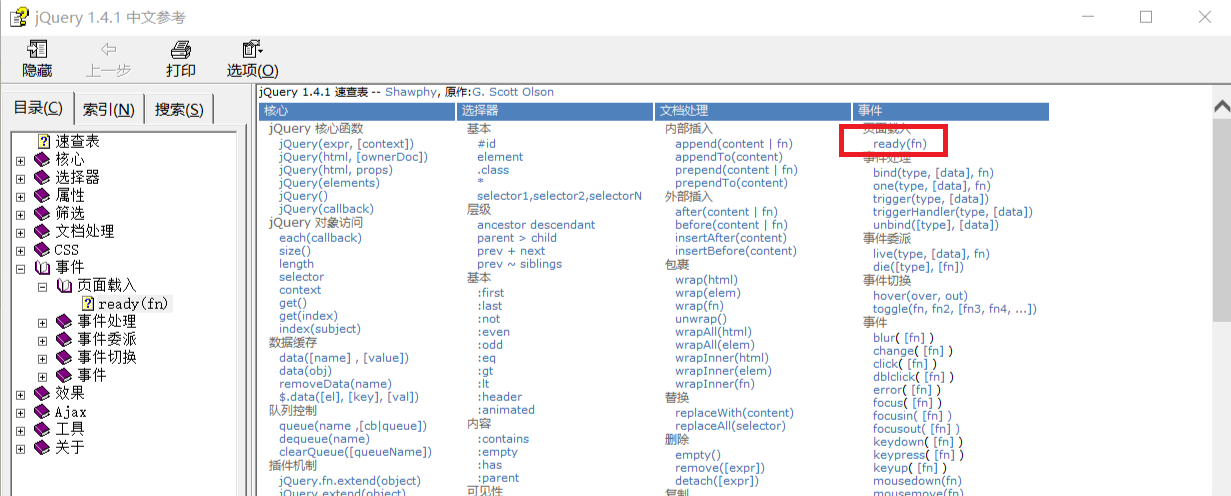 jQuery 1.4.1 中文参考
隐藏
上一步
打印
选项(O)
目录(C)
索引(N)
搜索(S)
速查表
核心
选择器
属性
筛选
文档处理
CSS
事件
页面载入
ready(fn)
事件处理
事件委派
事件切换
事件
效果
Ajax
工具
关于
jQuery 1.4.1 速查表 -- Shawphy, 原作:G. Scott Olson
核心
jQuery 核心函数
jQuery(expr, [context])
jQuery(html, [ownerDoc])
jQuery(html, props)
jQuery(elements)
jQuery()
jQuery(callback)
jQuery 对象访问
each(callback)
size()
length
selector
context
get()
get(index)
index(subject)
数据缓存
data([name] , [value])
data(obj)
removeData(name)
$.data([el], [key], [val])
队列控制
queue(name ,[cb|queue])
dequeue(name)
clearQueue([queueName])
插件机制
jQuery.fn.extend(object)
jQuery.extend(object)
选择器
基本
#id
element
.class
*
selector1,selector2,selectorN
层级
ancestor descendant
parent > child
prev + next
prev ~ siblings
基本
:first
:last
:not
:even
:odd
:eq
:gt
:lt
:header
:animated
内容
:contains
:empty
:has
:parent
可见性
文档处理
内部插入
append(content | fn)
appendTo(content)
prepend(content | fn)
prependTo(content)
外部插入
after(content | fn)
before(content | fn)
insertAfter(content)
insertBefore(content)
包裹
wrap(html)
wrap(elem)
wrap(fn)
unwrap()
wrapAll(html)
wrapAll(elem)
wrapInner(html)
wrapInner(elem)
wrapInner(fn)
替换
replaceWith(content)
replaceAll(selector)
删除
empty()
remove([expr])
detach([expr])
复制
事件
页面载入
ready(fn)
事件处理
bind(type, [data], fn)
one(type, [data], fn)
trigger(type, [data])
triggerHandler(type, [data])
unbind([type], [data])
事件委派
live(type, [data], fn)
die([type], [fn])
事件切换
hover(over, out)
toggle(fn, fn2, [fn3, fn4, ...])
事件
blur( [fn] )
change( [fn] )
click( [fn] )
dblclick( [fn] )
error( [fn] )
focus( [fn] )
focusin( [fn] )
focusout( [fn] )
keydown( [fn] )
keypress( [fn] )
keyup( [fn] )
mousedown(fn)
mousemove(fn)